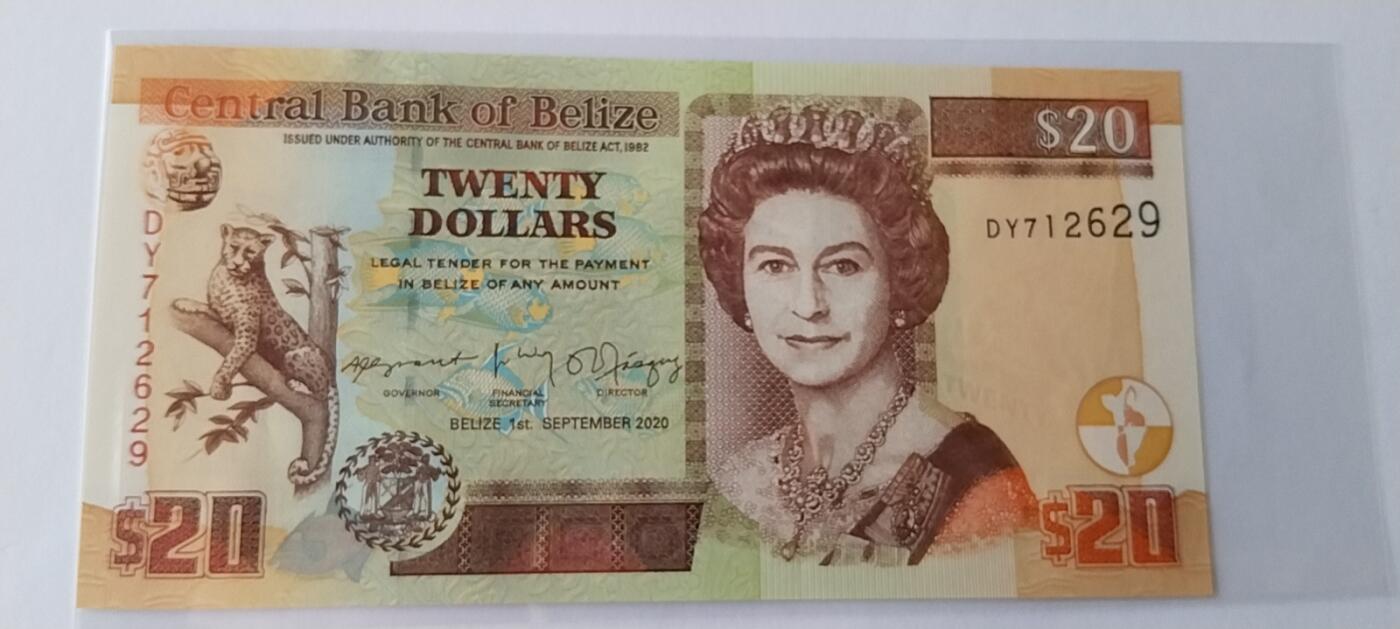 Central Bank of Belize
ISSUED UNDER AUTHORITY OF THE CENTRAL BANK OF BELIZE ACT, 1982
$20
TWENTY
DOLLARS
DY712629
DY712629
LEGAL TENDER FOR THE PAYMENT
IN BELIZE OF ANY AMOUNT
GOVERNOR
FINANCIAL
SECRETARY
DIRECTOR
BELIZE 1st. SEPTEMBER 2020
$20
$20